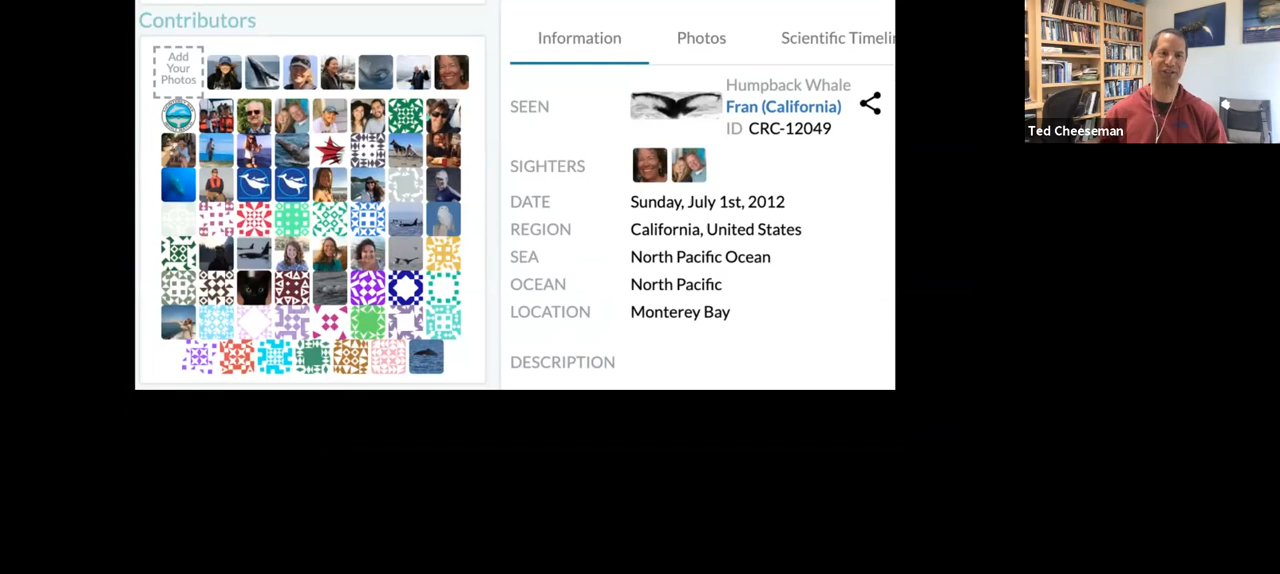 Contributors
Add
Your
Photos
Information Photos Scientific Timelin
SEEN
Humpback Whale
Fran (California)
ID CRC-12049
SIGHTERS
DATE Sunday, July 1st, 2012
REGION California, United States
SEA North Pacific Ocean
OCEAN North Pacific
LOCATION Monterey Bay
DESCRIPTION
Ted Cheeseman